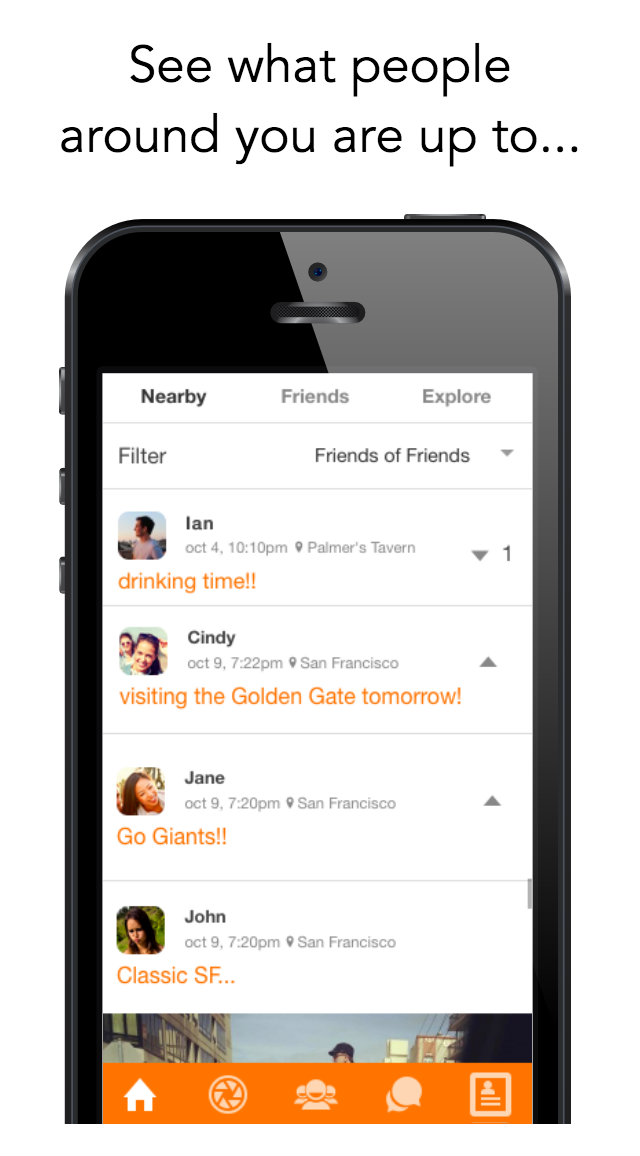 See what people
around you are up to...
Nearby Friends Explore
Filter Friends of Friends
Ian
oct 4, 10:10pm Palmer's Tavern
1
drinking time!!
Cindy
oct 9, 7:22pm San Francisco
visiting the Golden Gate tomorrow!
Jane
oct 9, 7:20pm San Francisco
Go Giants!!
John
oct 9, 7:20pm San Francisco
Classic SF...